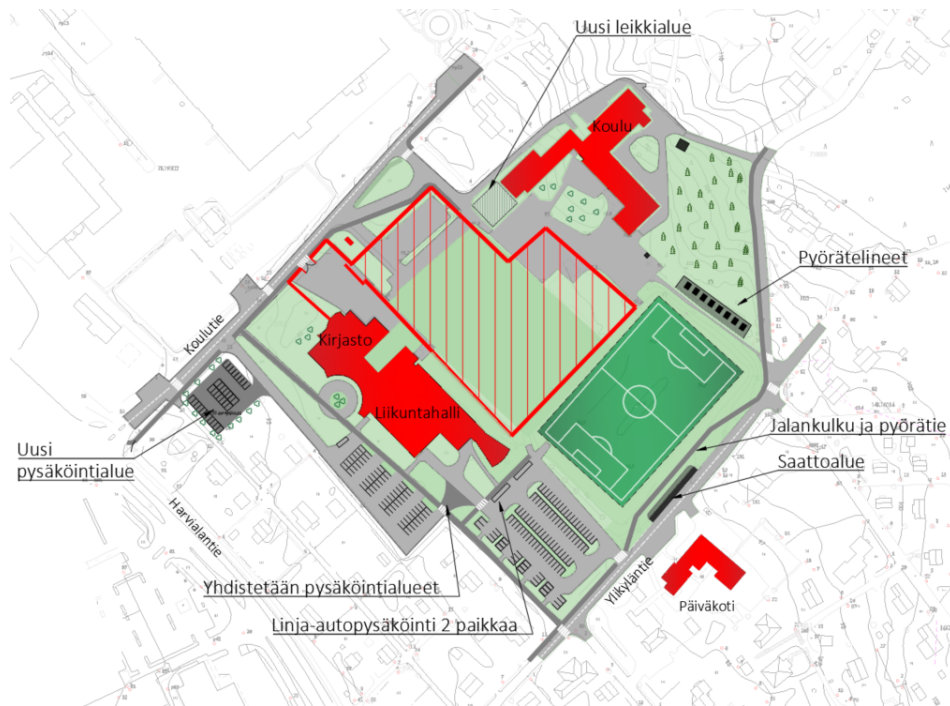 Uusi leikkialue
Koulu
Pyörätelineet
Koulutie
Kirjasto
Liikuntahalli
Uusi
pysäköintialue
Jalankulku ja pyörätie
Saattoalue
Harvialantie
Yhdistetään pysäköintialueet
Ylikyläntie
Päiväkoti
Linja-autopysäköinti 2 paikkaa